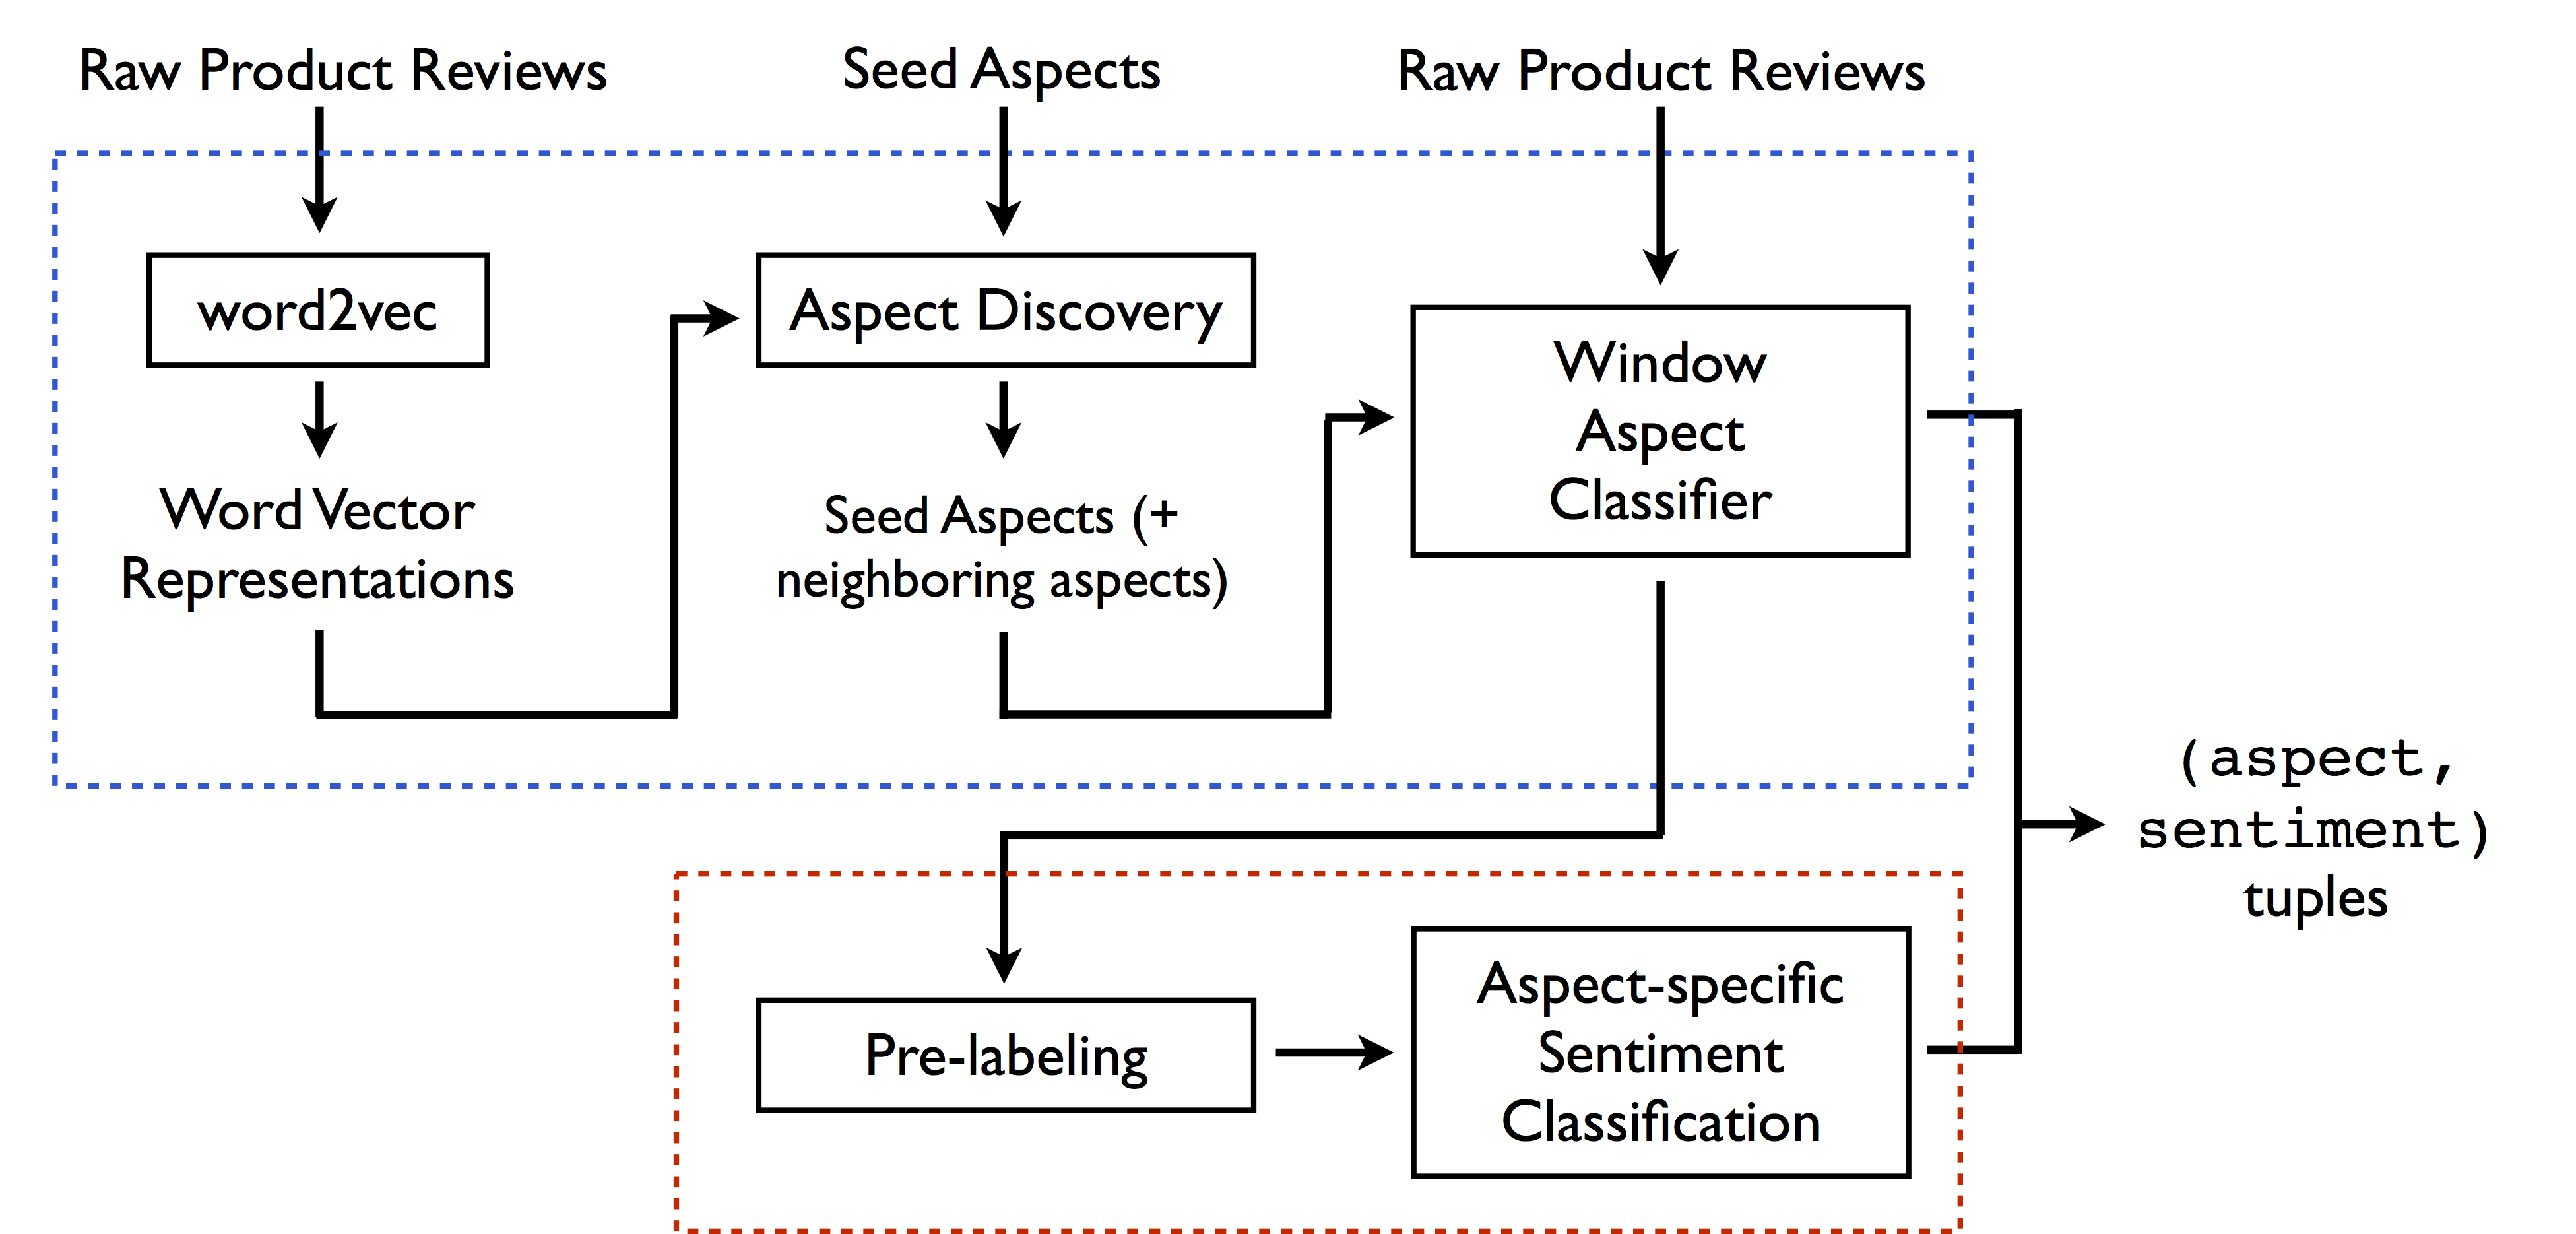 Raw Product Reviews
Seed Aspects
Raw Product Reviews
word2vec
Word Vector
Representations
Aspect Discovery
Seed Aspects (+
neighboring aspects)
Window
Aspect
Classifier
Pre-labeling
Aspect-specific
Sentiment
Classification
(aspect,
sentiment)
tuples